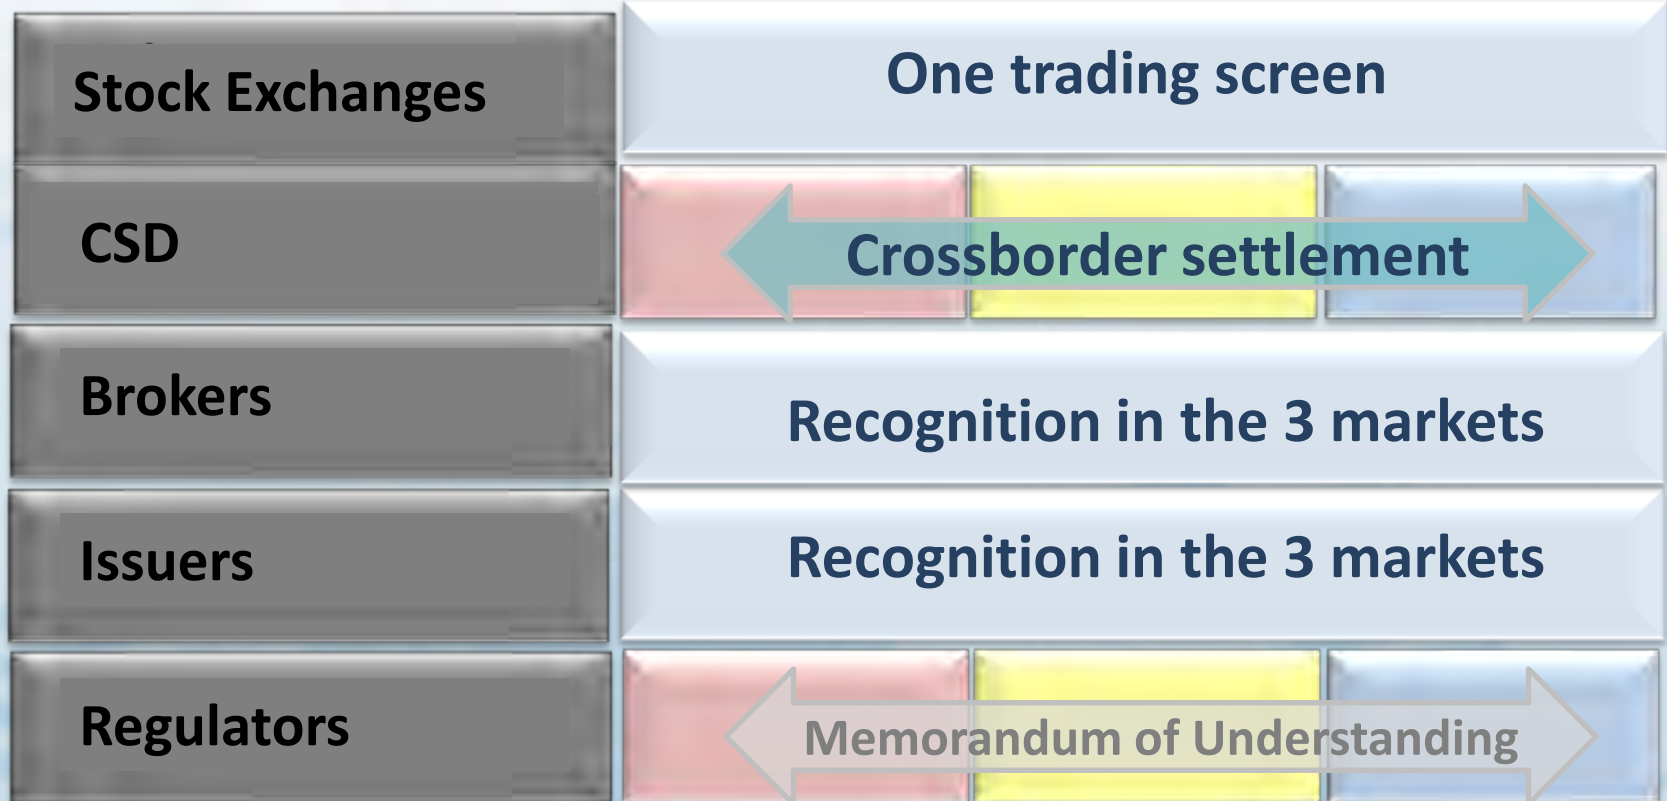 Stock Exchanges
One trading screen
CSD
Crossborder settlement
Brokers
Recognition in the 3 markets
Issuers
Recognition in the 3 markets
Regulators
Memorandum of Understanding